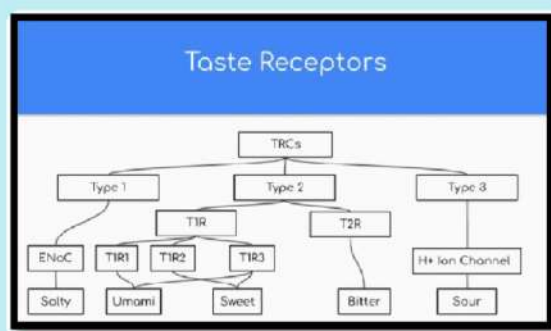 Taste Receptors
TRCs
Type 1 Type 2 Type 3
T1R T2R
ENaC T1R1 T1R2 T1R3 H+ Ion Channel
Salty Umami Sweet Bitter Sour